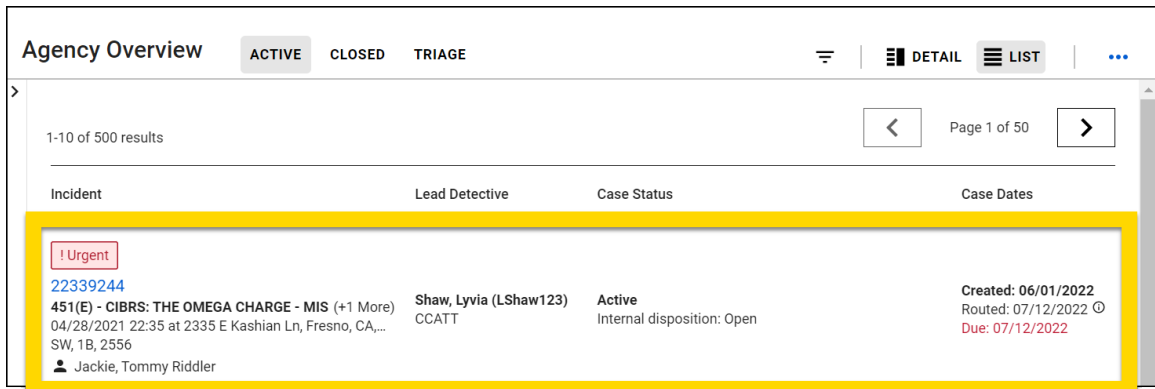 Agency Overview ACTIVE CLOSED TRIAGE DETAIL LIST
1-10 of 500 results Page 1 of 50
Incident Lead Detective Case Status Case Dates
! Urgent
22339244
451(E) - CIBRS: THE OMEGA CHARGE - MIS (+1 More) Shaw, Lyvia (LShaw123) Active Created: 06/01/2022
04/28/2021 22:35 at 2335 E Kashian Ln, Fresno, CA,... CCATT Internal disposition: Open Routed: 07/12/2022
SW, 1B, 2556 Due: 07/12/2022
Jackie, Tommy Riddler